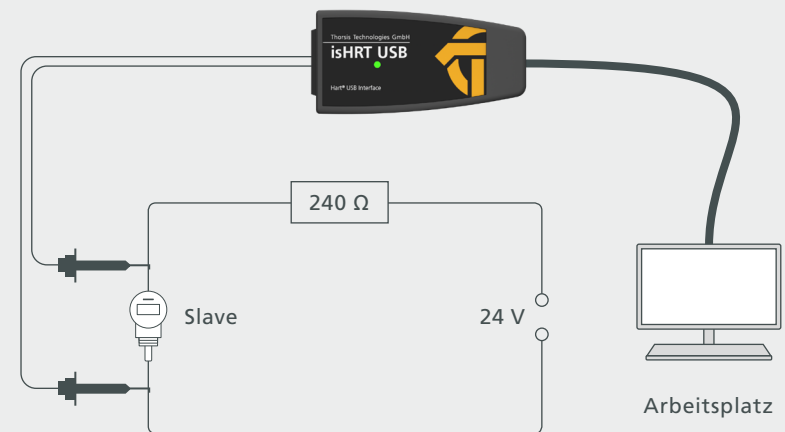 Thorsis Technologies GmbH
isHRT USB
Hart® USB Interface
240 Ω
Slave
24 V
Arbeitsplatz